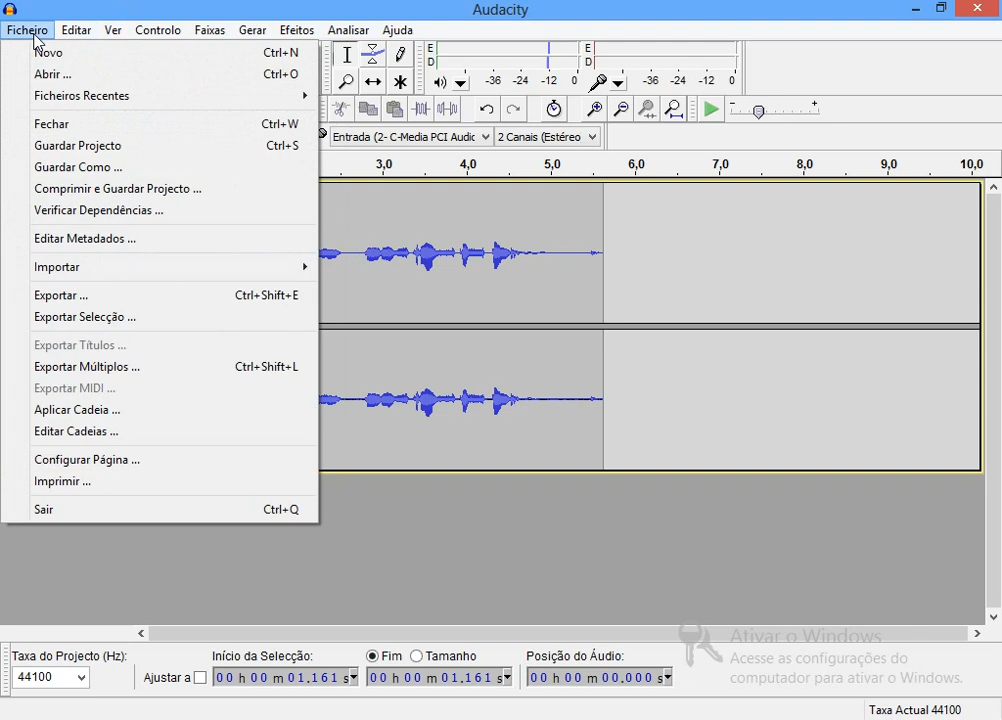 Audacity
Ficheiro Editar Ver Controlo Faixas Gerar Efeitos Analisar Ajuda
Novo Ctrl+N
Abrir ... Ctrl+O
Ficheiros Recentes
Fechar Ctrl+W
Guardar Projecto Ctrl+S
Guardar Como ...
Comprimir e Guardar Projecto ...
Verificar Dependências ...
Editar Metadados ...
Importar
Exportar ... Ctrl+Shift+E
Exportar Selecção ...
Exportar Títulos ...
Exportar Múltiplos ... Ctrl+Shift+L
Exportar MIDI ...
Aplicar Cadeia ...
Editar Cadeias ...
Configurar Página ...
Imprimir ...
Sair Ctrl+Q
E E
D D
-36 -24 -12 0 -36 -24 -12 0
Entrada (2- C-Media PCI Audic 2 Canais (Estéreo
3,0 4,0 5,0 6,0 7,0 8,0 9,0 10,0
Taxa do Projecto (Hz): Início da Selecção: Fim Tamanho Posição do Áudio:
44100 Ajustar a 00 h 00 m 01.161 s 00 h 00 m 01.161 s 00 h 00 m 00.000 s
Ativar o Windows
Acesse as configurações do
computador para ativar o Windows.
Taxa Actual 44100